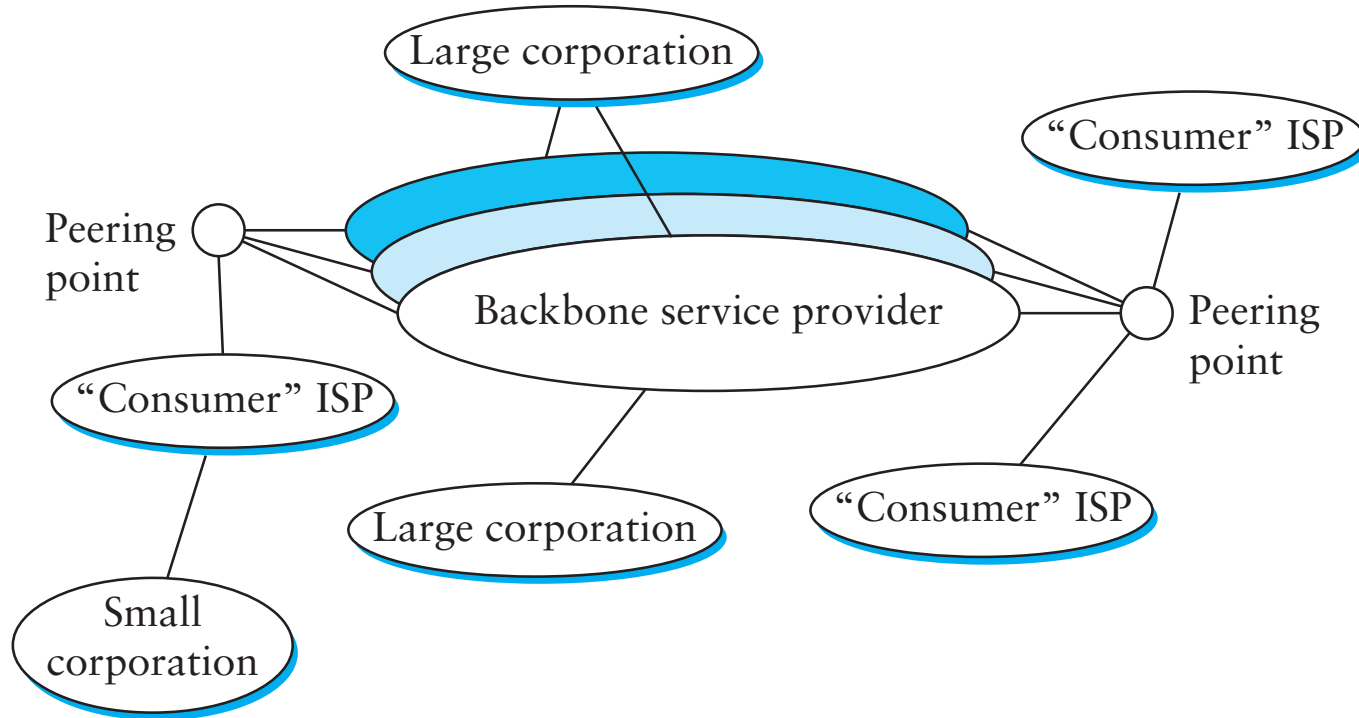 Large corporation
“Consumer” ISP
Peering
point
Backbone service provider
Peering
point
“Consumer” ISP
Large corporation
“Consumer” ISP
Small
corporation